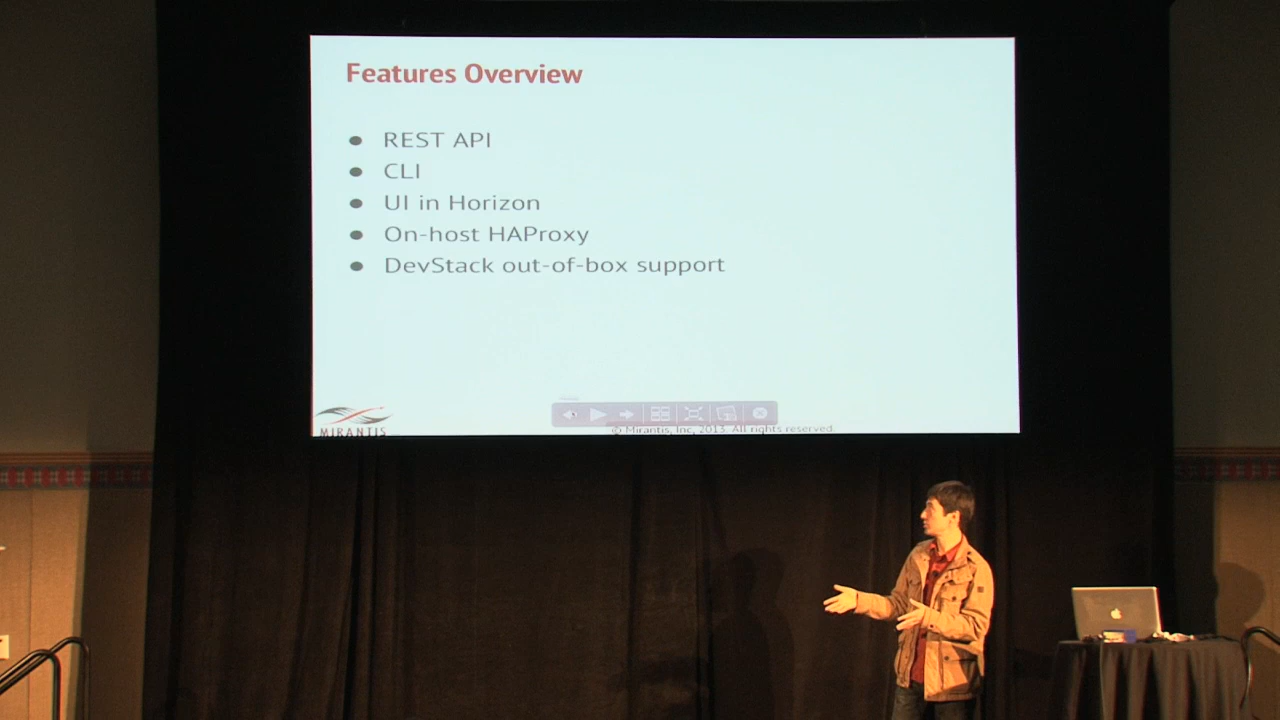 Features Overview
● REST API
● CLI
● UI in Horizon
● On-host HAProxy
● DevStack out-of-box support
MIRANTIS
© Mirantis, Inc, 2013. All rights reserved.